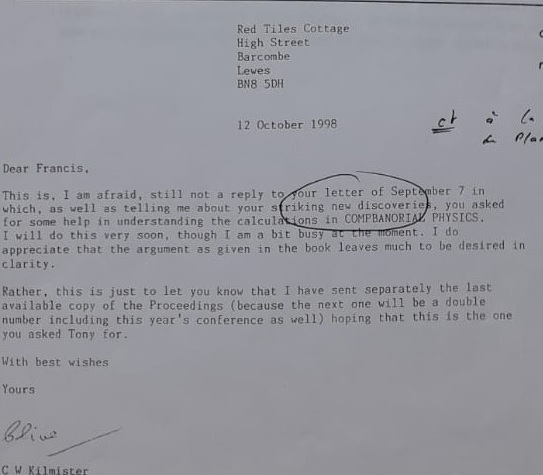 Red Tiles Cottage
High Street
Barcombe
Lewes
BN8 5DH
12 October 1998
ct à la
Dear Francis,
This is, I am afraid, still not a reply to your letter of September 7 in
which, as well as telling me about your striking new discoveries, you asked
for some help in understanding the calculations in COMPBANORIAL PHYSICS.
I will do this very soon, though I am a bit busy at the moment. I do
appreciate that the argument as given in the book leaves much to be desired in
clarity.
Rather, this is just to let you know that I have sent separately the last
available copy of the Proceedings (because the next one will be a double
number including this year's conference as well) hoping that this is the one
you asked Tony for.
With best wishes
Yours
Clive
C W Kilmister